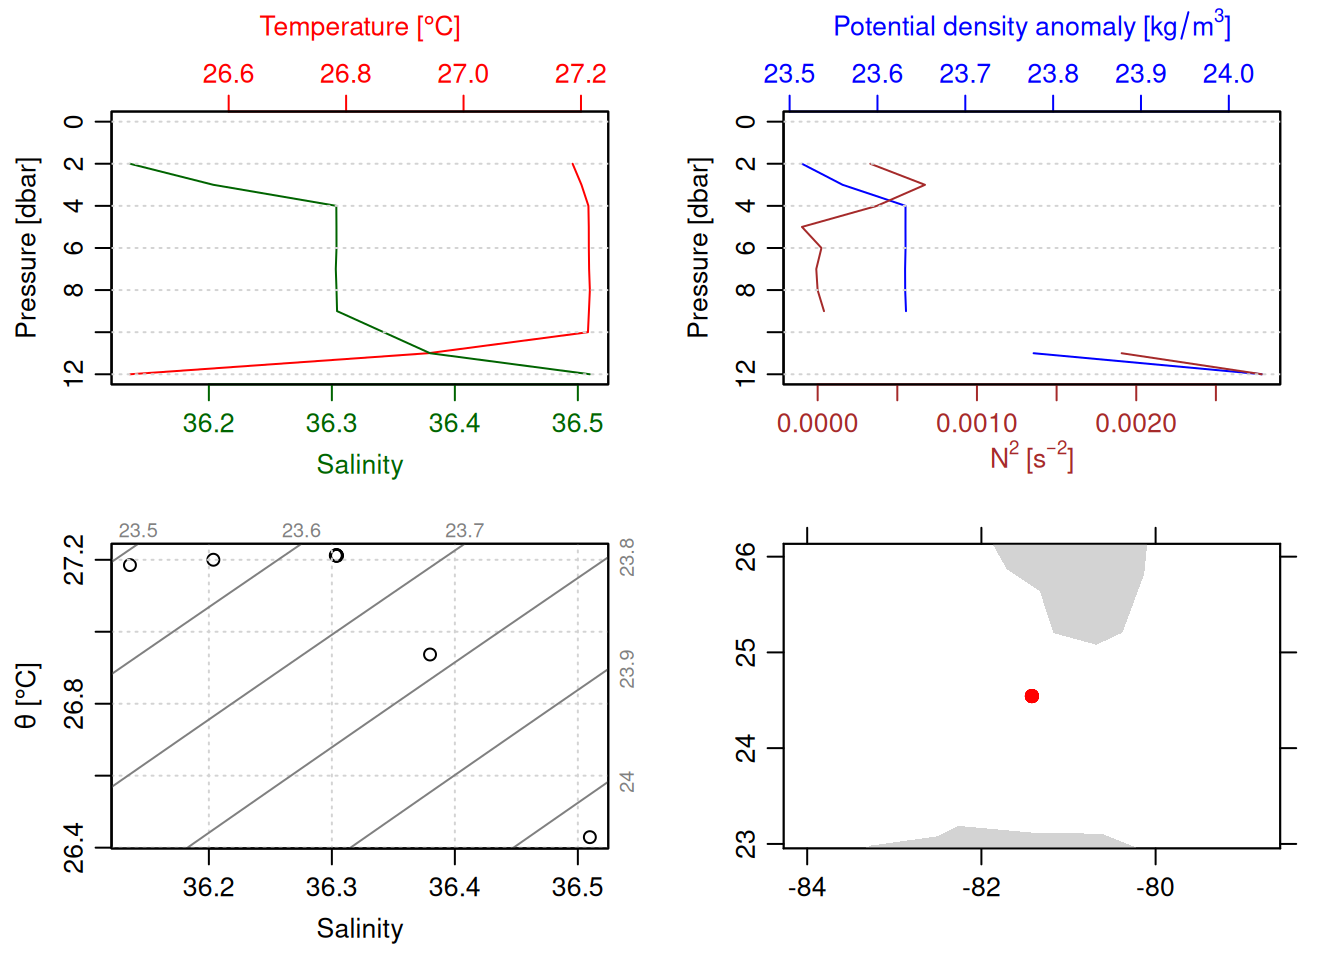 Temperature [°C]
26.6 26.8 27.0 27.2
0 2 4 6 8 12
Pressure [dbar]
36.2 36.3 36.4 36.5
Salinity
Potential density anomaly [kg/m³]
23.5 23.6 23.7 23.8 23.9 24.0
0 2 4 6 8 12
Pressure [dbar]
0.0000 0.0010 0.0020
N² [s⁻²]
23.5 23.6 23.7
23.8
23.9
24
27.2
26.8
26.4
θ [°C]
36.2 36.3 36.4 36.5
Salinity
26
25
24
23
-84 -82 -80